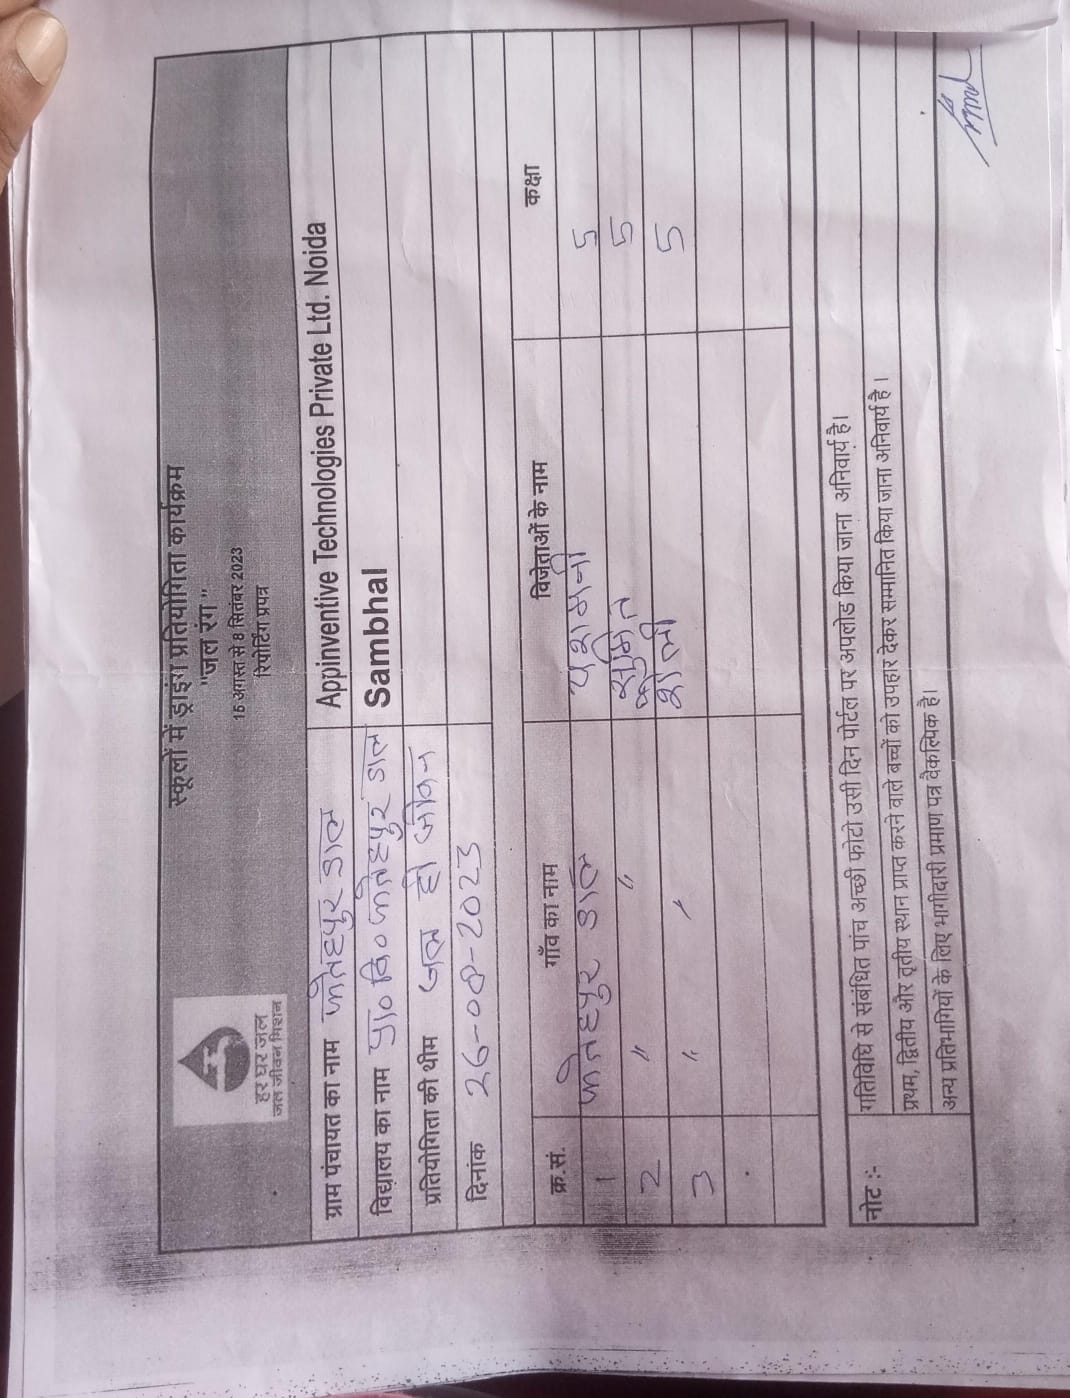 स्कूलों में ड्राइंग प्रतियोगिता कार्यक्रम
"जल रंग"
16 अगस्त से 8 सितंबर 2023
रिपोर्टिंग प्रपत्र
हर घर जल
जल जीवन मिशन
ग्राम पंचायत का नाम फतेहपुर डाल Appinventive Technologies Private Ltd. Noida
विद्यालय का नाम प्रा० वि० फतेहपुर डाल Sambhal
प्रतियोगिता की थीम जल ही जीवन
दिनांक 26-08-2023
क्र.सं. गाँव का नाम विजेताओं के नाम कक्षा
1 फतेहपुर डाल 5
2 " " सुमित 5
3 " " 5
नोट :- गतिविधि से संबंधित पांच अच्छी फोटो उसी दिन पोर्टल पर अपलोड किया जाना अनिवार्य है।
प्रथम, द्वितीय और तृतीय स्थान प्राप्त करने वाले बच्चों को उपहार देकर सम्मानित किया जाना अनिवार्य है।
अन्य प्रतिभागियों के लिए भागीदारी प्रमाण पत्र वैकल्पिक है।